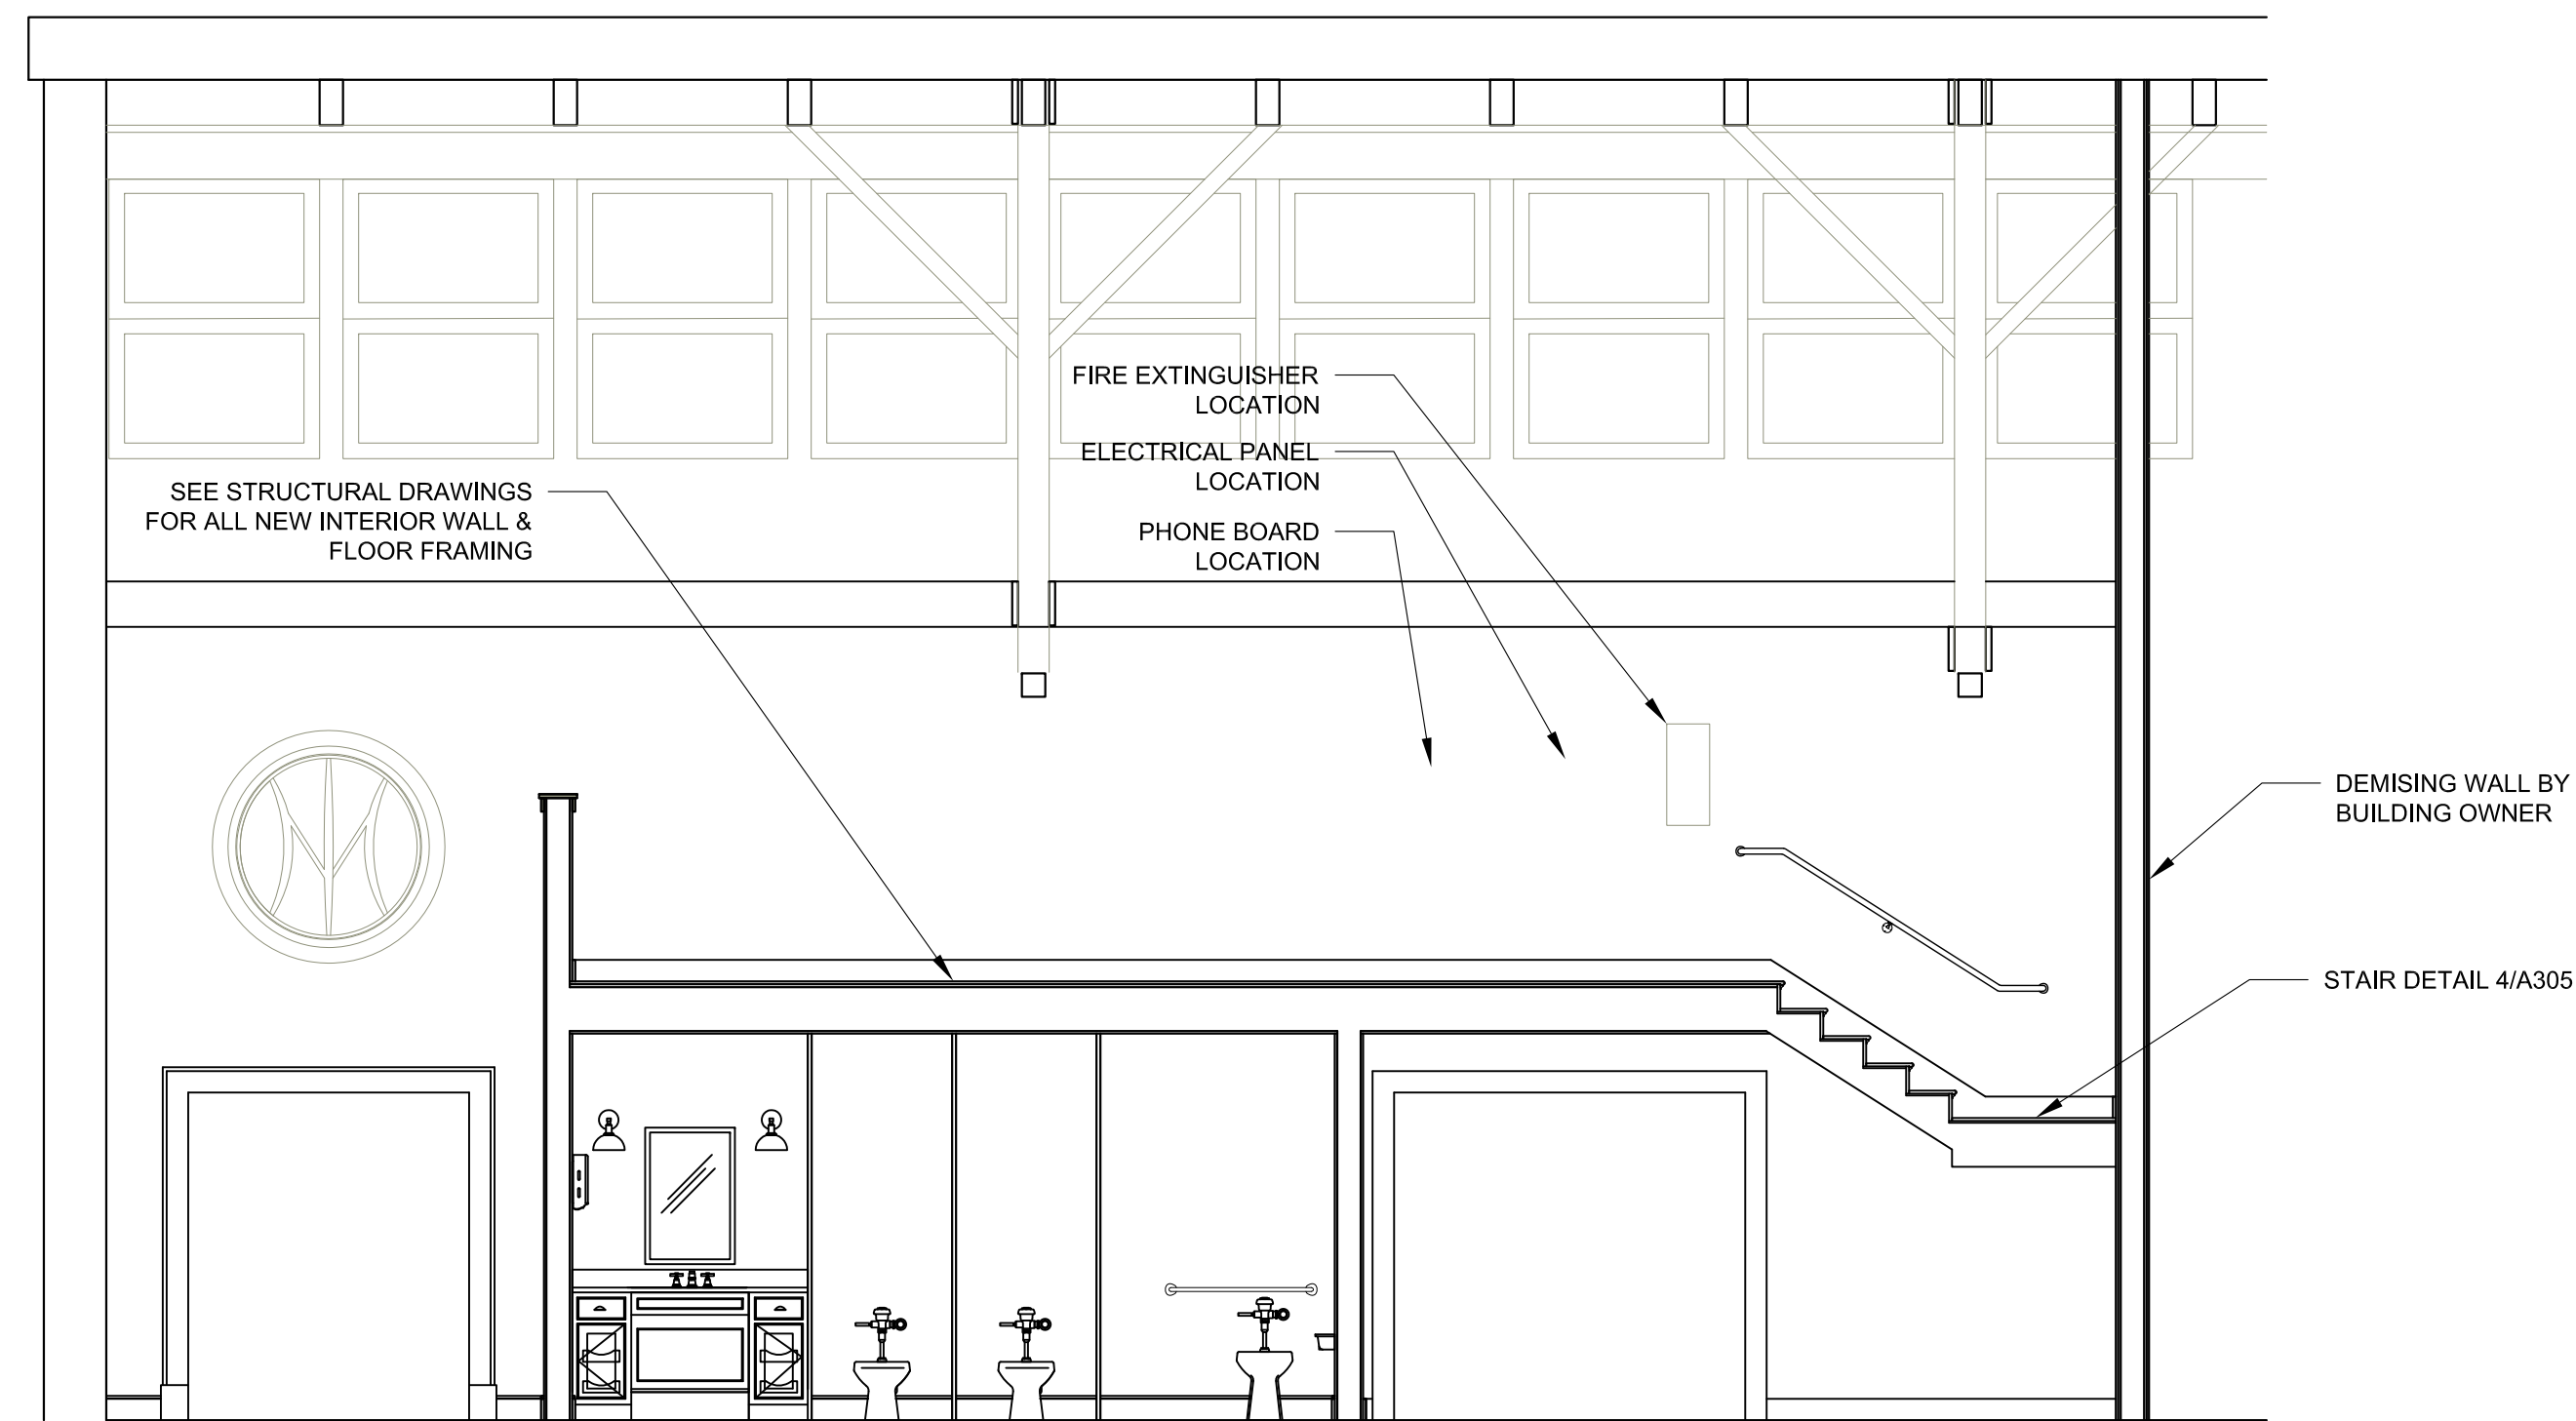 FIRE EXTINGUISHER
LOCATION
ELECTRICAL PANEL
LOCATION
SEE STRUCTURAL DRAWINGS
FOR ALL NEW INTERIOR WALL &
FLOOR FRAMING
PHONE BOARD
LOCATION
DEMISING WALL BY
BUILDING OWNER
STAIR DETAIL 4/A305